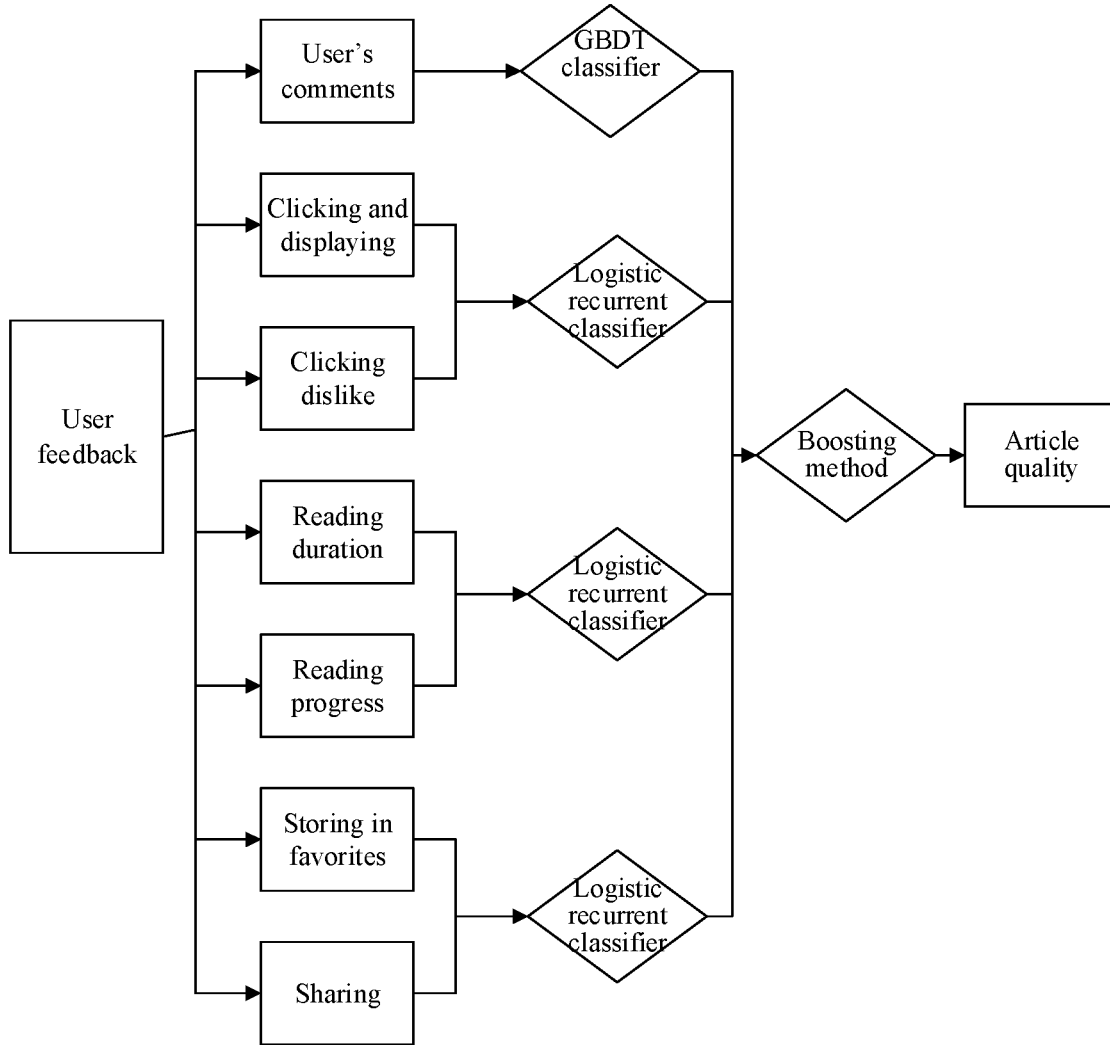 User's
comments
GBDT
classifier
Clicking and
displaying
Logistic
recurrent
classifier
Clicking
dislike
User
feedback
Boosting
method
Article
quality
Reading
duration
Logistic
recurrent
classifier
Reading
progress
Storing in
favorites
Logistic
recurrent
classifier
Sharing